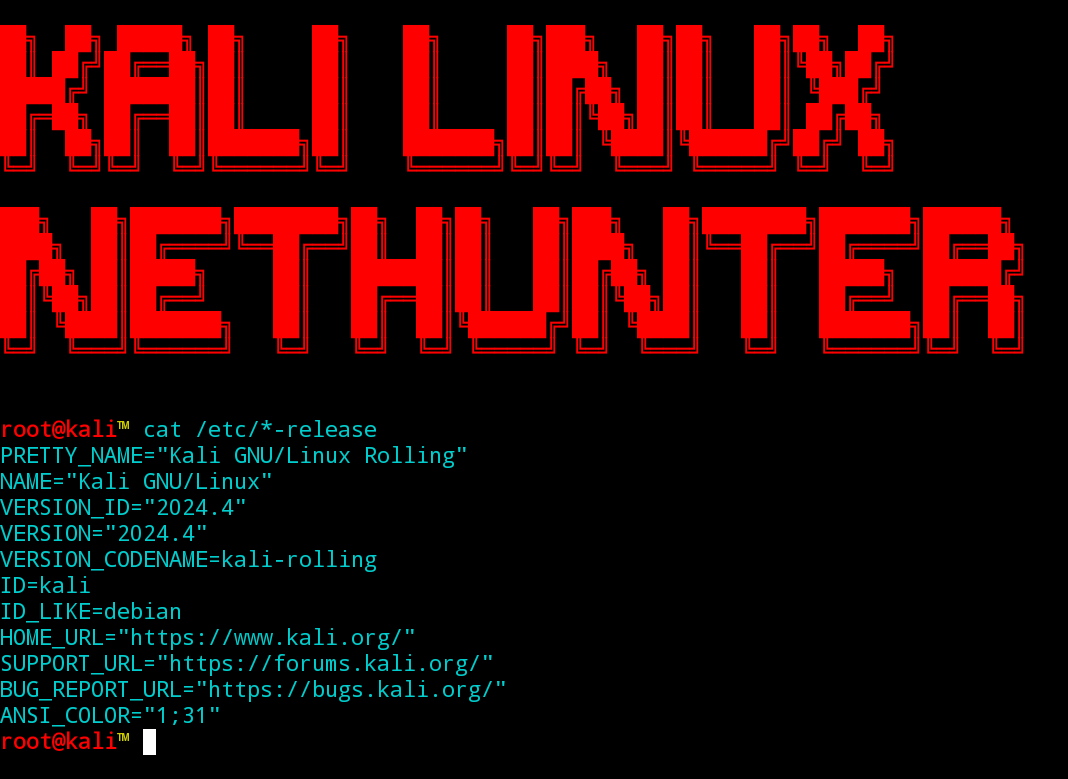 KALI LINUX
NETHUNTER
root@kali™ cat /etc/*-release
PRETTY_NAME="Kali GNU/Linux Rolling"
NAME="Kali GNU/Linux"
VERSION_ID="2024.4"
VERSION="2024.4"
VERSION_CODENAME=kali-rolling
ID=kali
ID_LIKE=debian
HOME_URL="https://www.kali.org/"
SUPPORT_URL="https://forums.kali.org/"
BUG_REPORT_URL="https://bugs.kali.org/"
ANSI_COLOR="1;31"
root@kali™